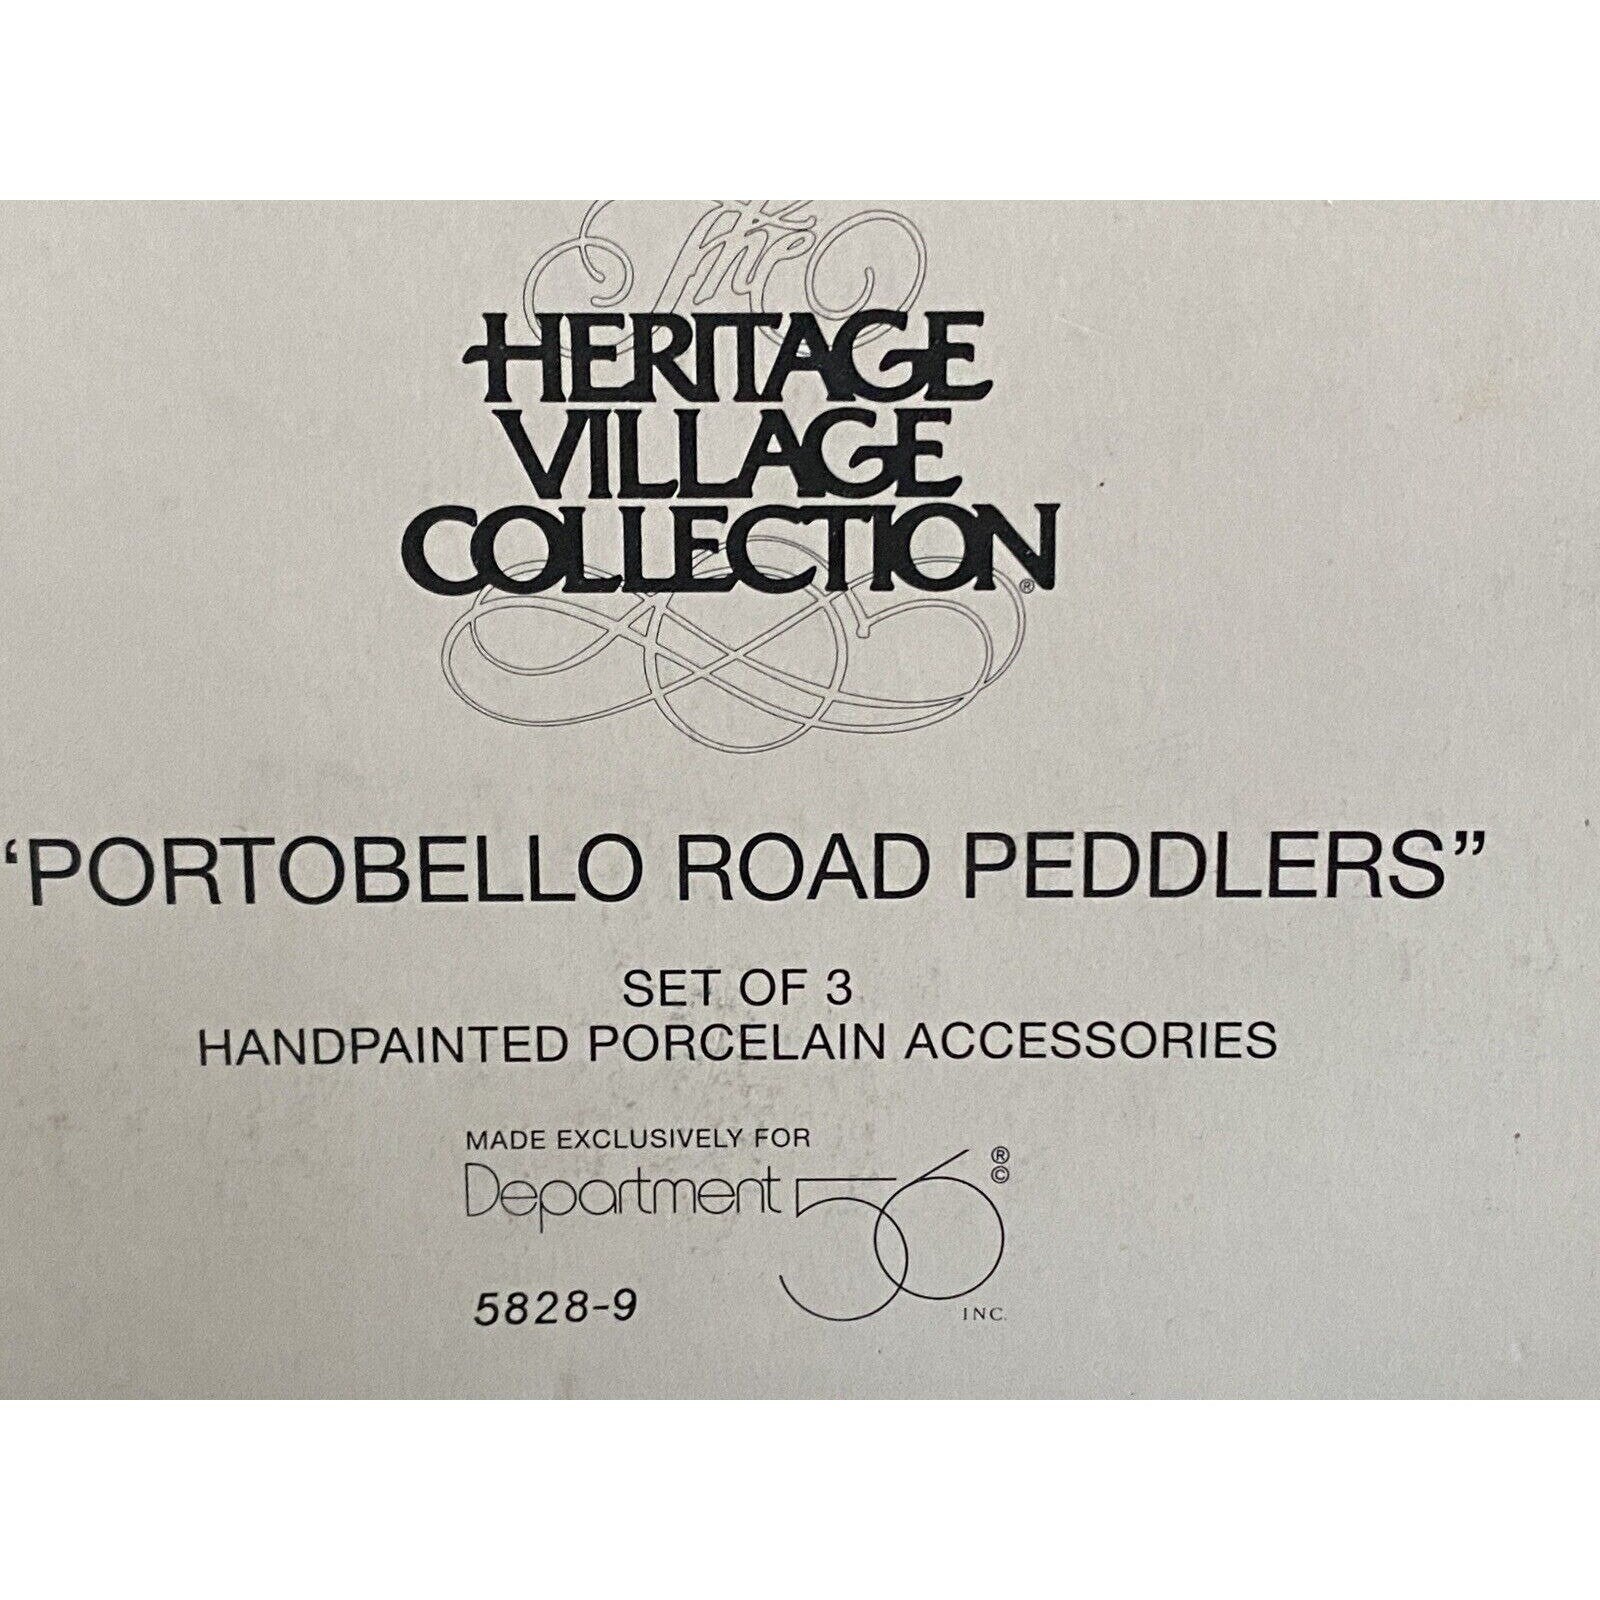 The
HERITAGE
VILLAGE
COLLECTION®
‘PORTOBELLO ROAD PEDDLERS”
SET OF 3
HANDPAINTED PORCELAIN ACCESSORIES
MADE EXCLUSIVELY FOR
Department 56 ® ©
INC.
5828-9